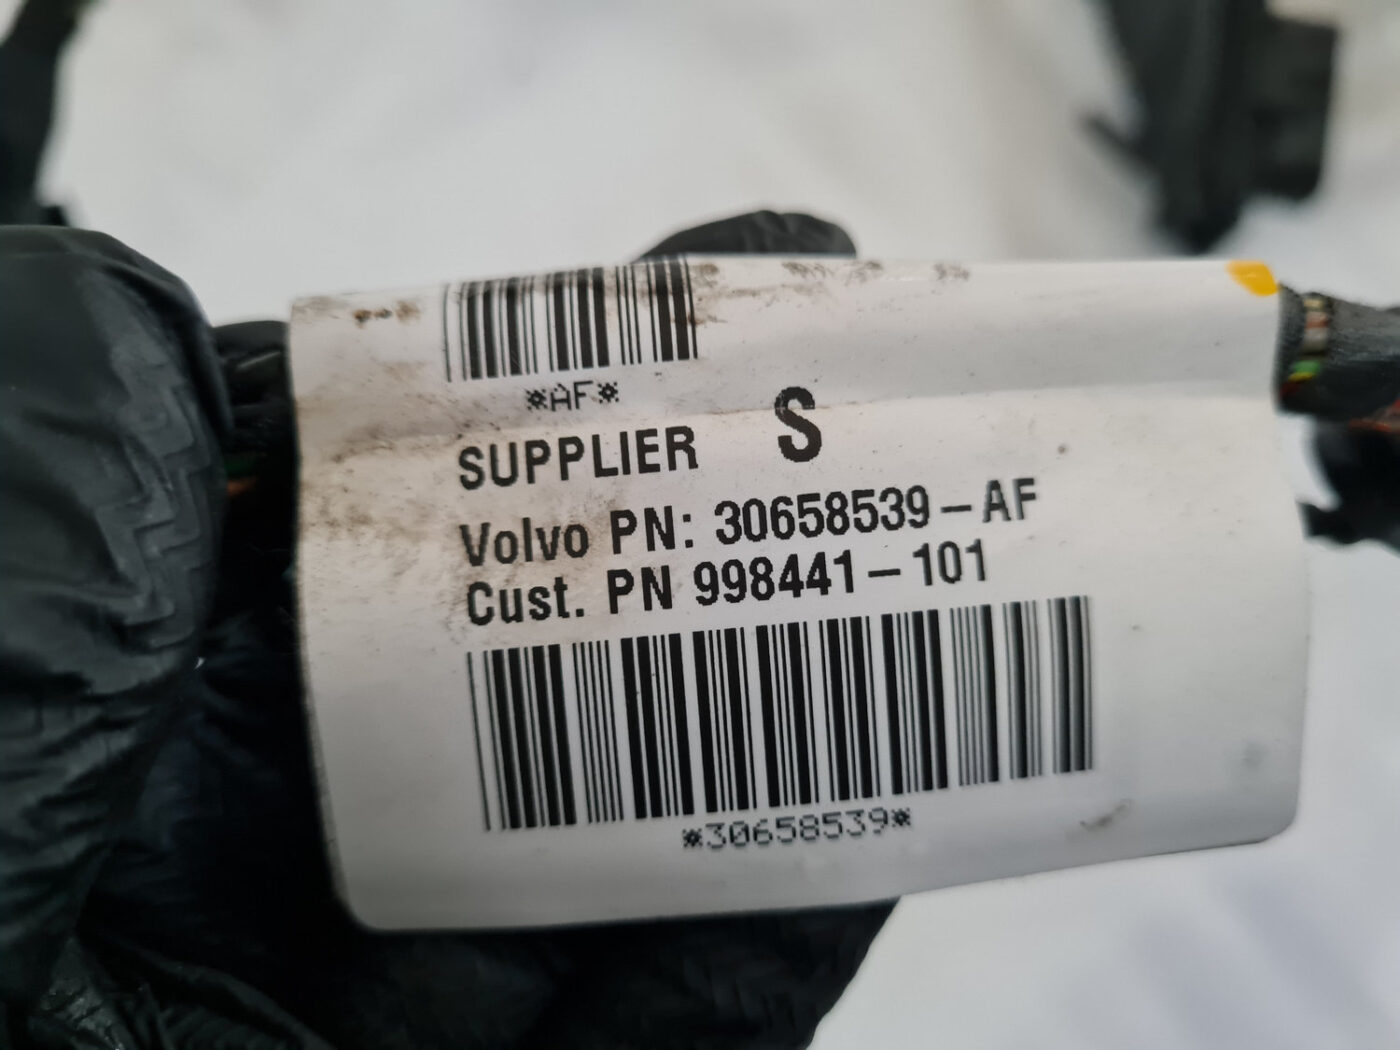 *AF*
SUPPLIER S
Volvo PN: 30658539-AF
Cust. PN 998441-101
*30658539*